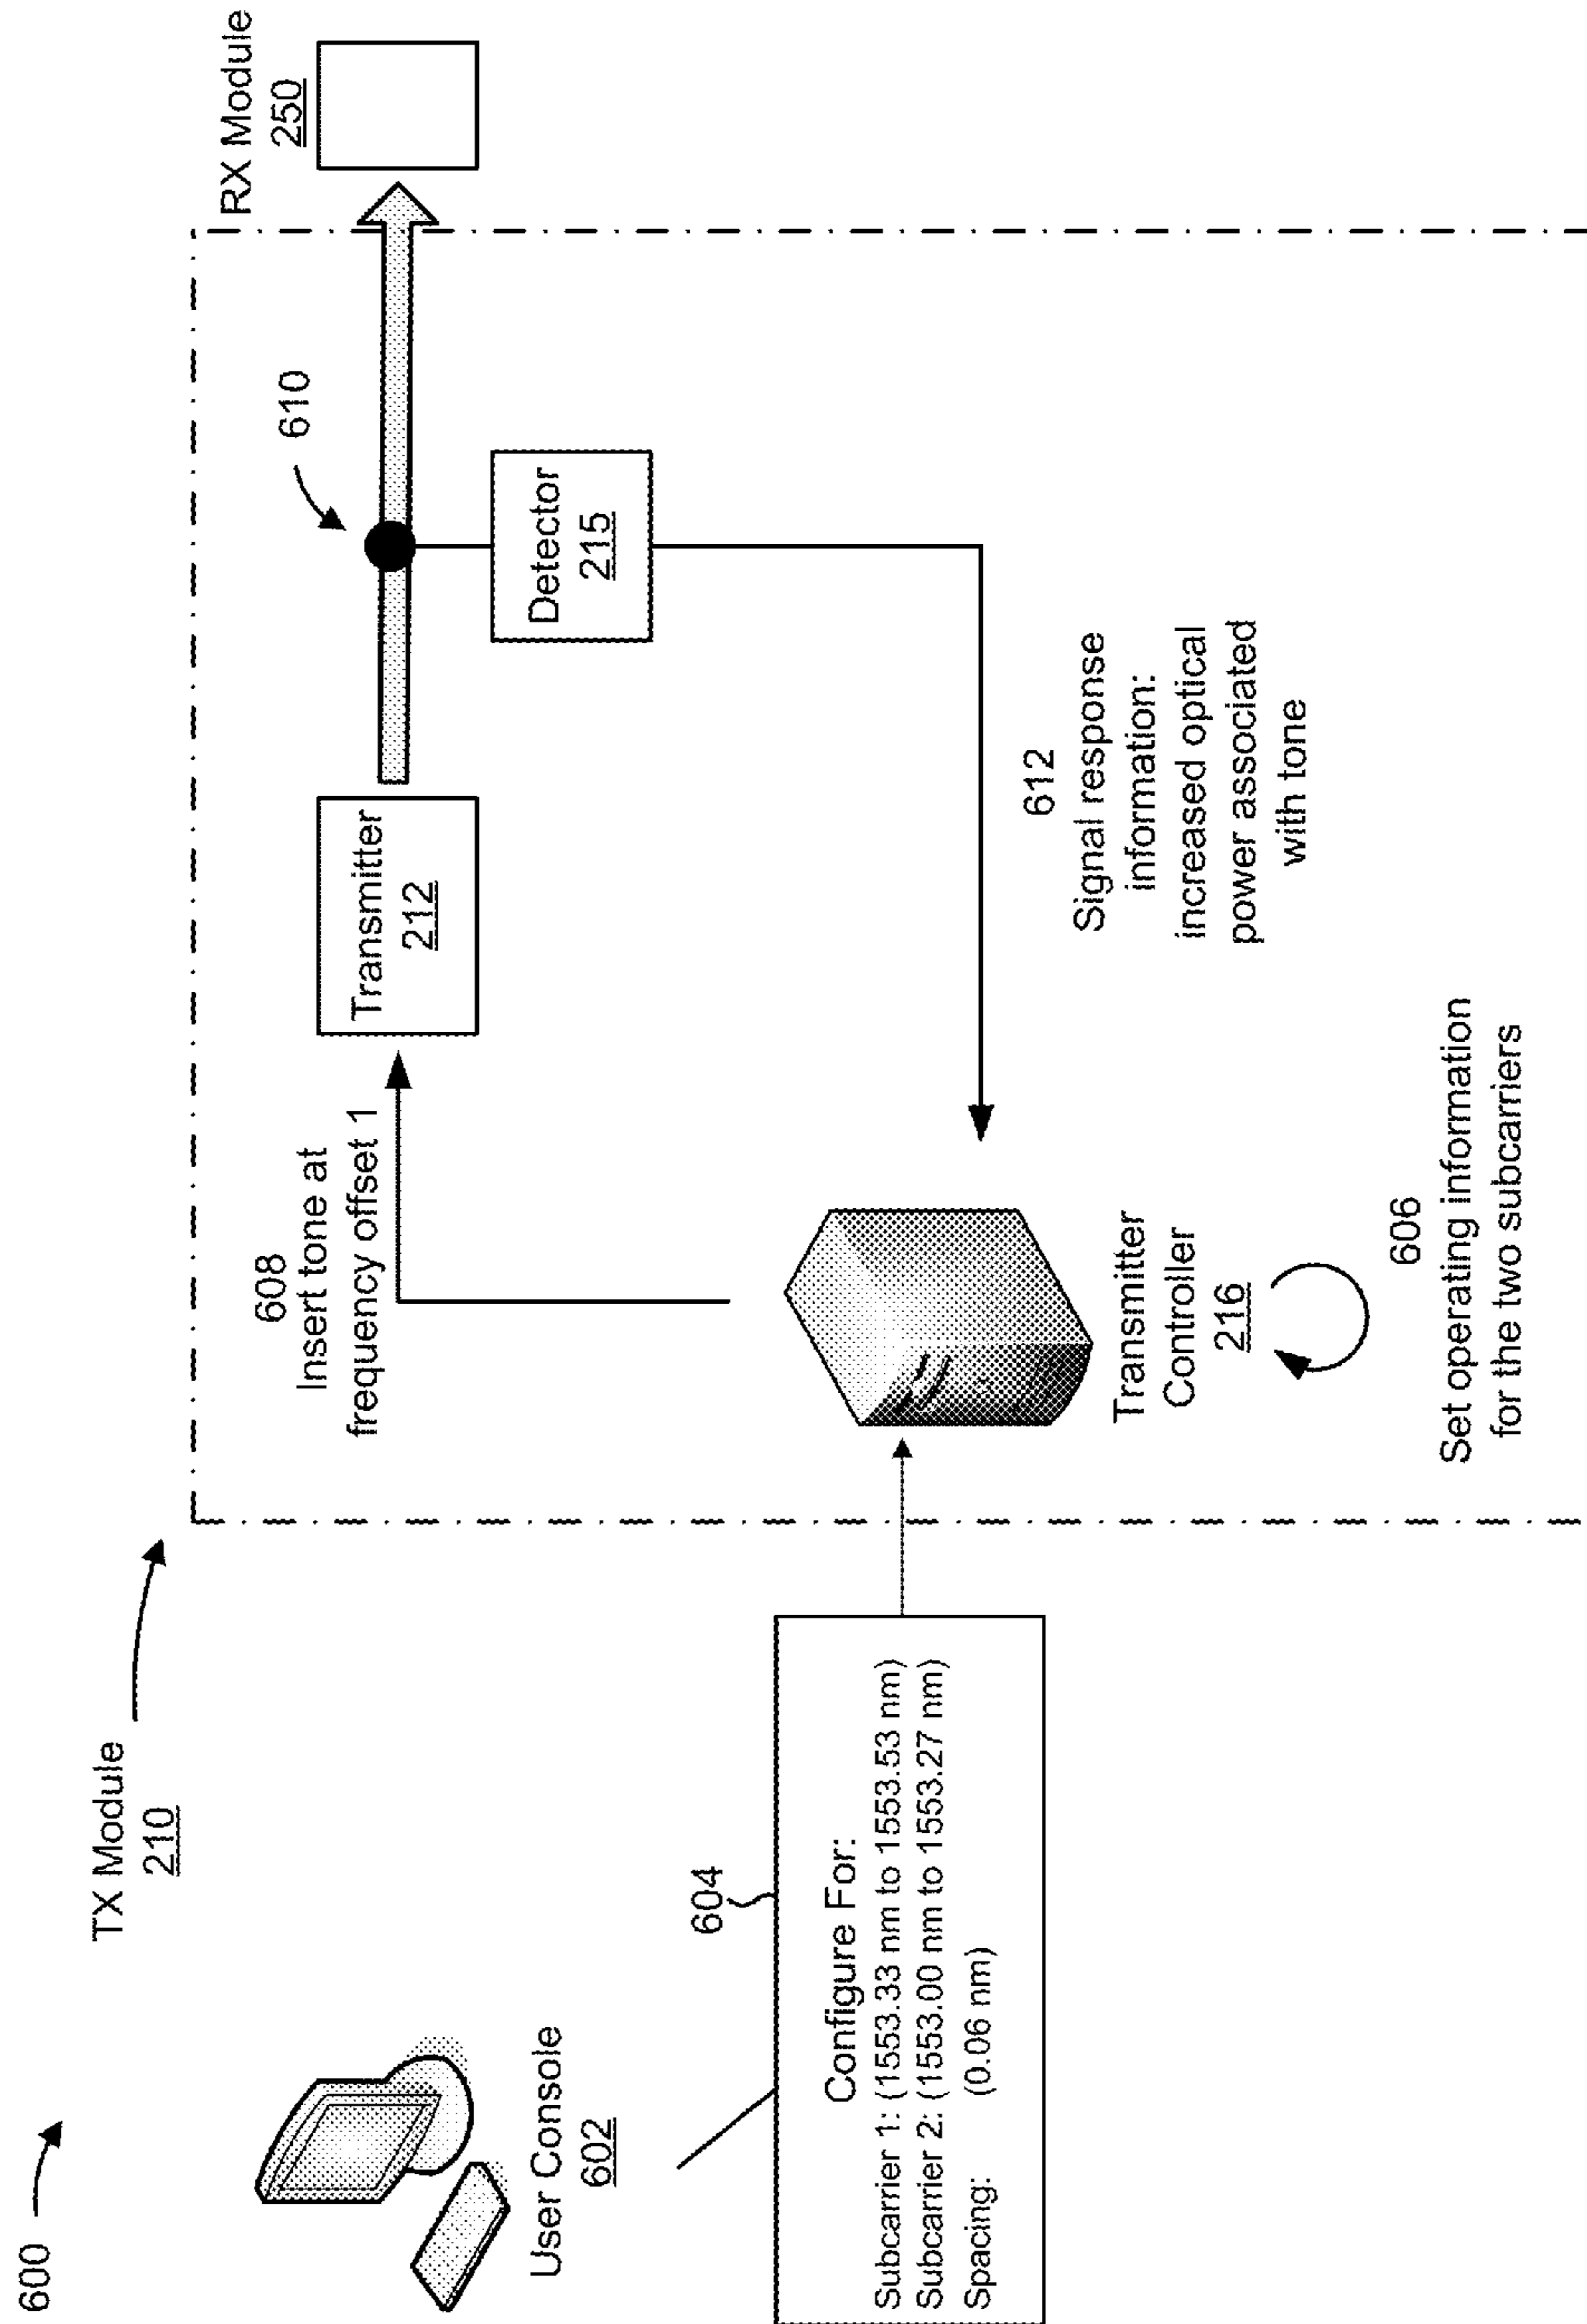 600
TX Module
210
RX Module
250
User Console
602
604
Configure For:
Subcarrier 1: (1553.33 nm to 1553.53 nm)
Subcarrier 2: (1553.00 nm to 1553.27 nm)
Spacing: (0.06 nm)
608
Insert tone at
frequency offset 1
Transmitter
212
610
Detector
215
612
Signal response
information:
increased optical
power associated
with tone
Transmitter
Controller
216
606
Set operating information
for the two subcarriers